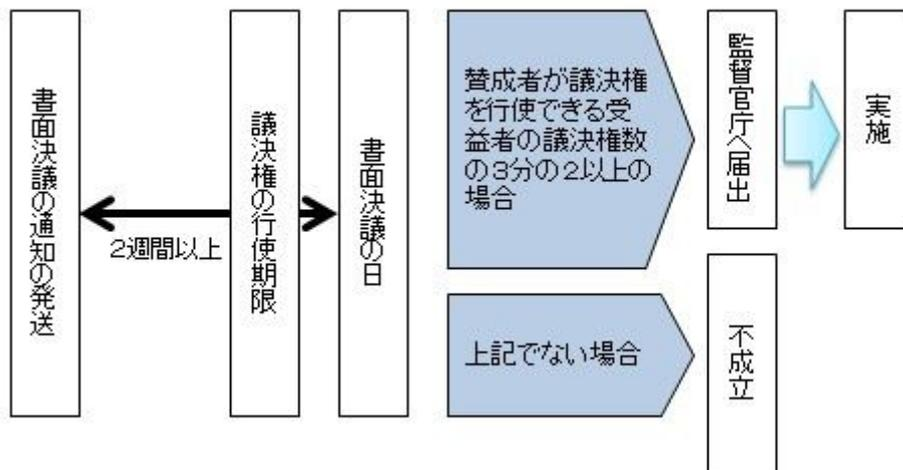 書面決議の通知の発送
2週間以上
議決権の行使期限
書面決議の日
賛成者が議決権
を行使できる受
益者の議決権数
の3分の2以上の
場合
監督官庁へ届出
実施
上記でない場合
不成立